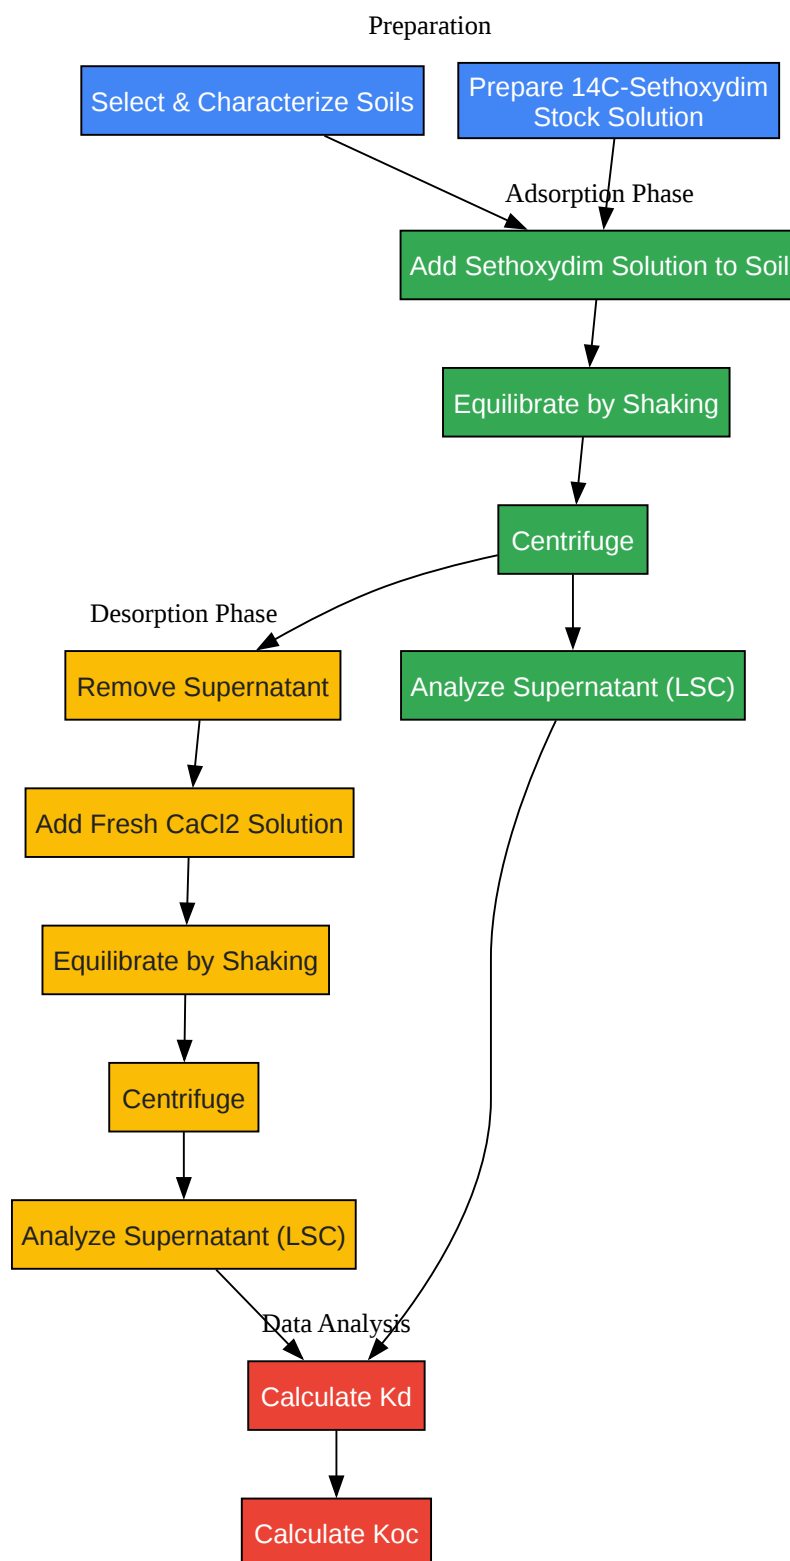 Preparation
Select & Characterize Soils
Prepare 14C-Sethoxydim
Stock Solution
Adsorption Phase
Add Sethoxydim Solution to Soil
Equilibrate by Shaking
Centrifuge
Desorption Phase
Remove Supernatant
Analyze Supernatant (LSC)
Add Fresh CaCl2 Solution
Equilibrate by Shaking
Centrifuge
Analyze Supernatant (LSC)
Data Analysis
Calculate Kd
Calculate Koc